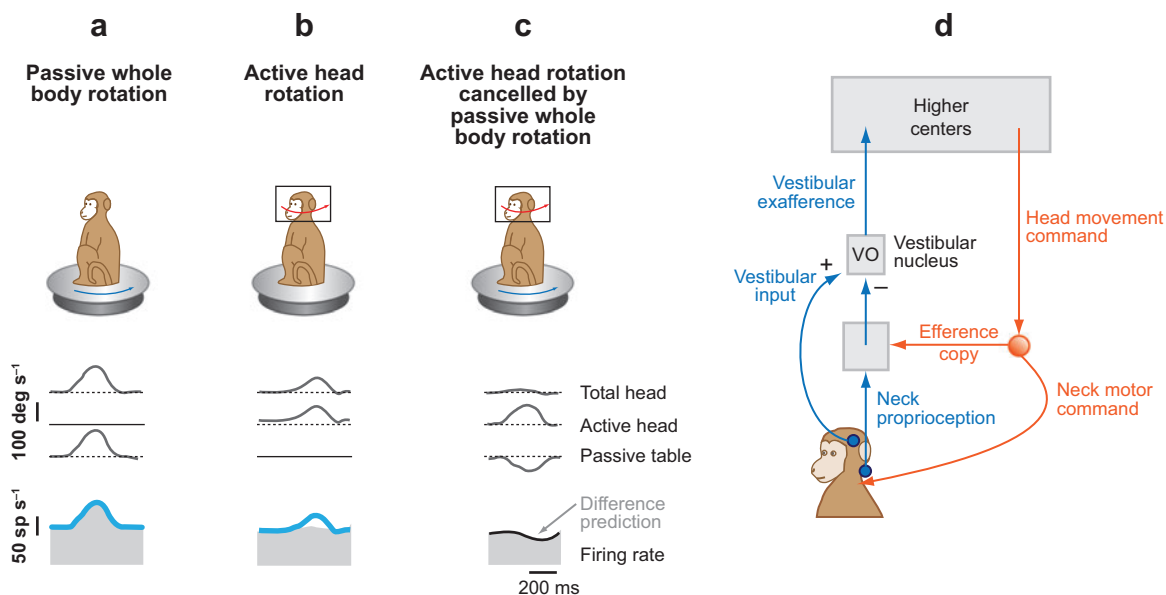 a
Passive whole
body rotation
b
Active head
rotation
c
Active head rotation
cancelled by
passive whole
body rotation
100 deg s⁻¹
50 sp s⁻¹
Total head
Active head
Passive table
Difference
prediction
Firing rate
200 ms
d
Higher
centers
Vestibular
exafference
Head movement
command
VO
Vestibular
nucleus
+
−
Vestibular
input
Efference
copy
Neck
proprioception
Neck motor
command